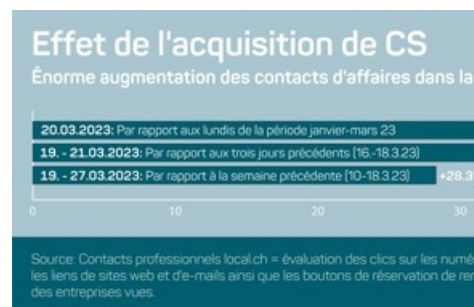 Effet de l'acquisition de CS
Énorme augmentation des contacts d'affaires dans la
20.03.2023: Par rapport aux lundis de la période janvier-mars 23
19. - 21.03.2023: Par rapport aux trois jours précédents (16.-18.3.23)
19. - 27.03.2023: Par rapport à la semaine précédente (10-18.3.23) +28.3
0 10 20 30
Source: Contacts professionnels local.ch = évaluation des clics sur les
les liens de sites web et d'e-mails ainsi que les boutons de réservation de
des entreprises vues.